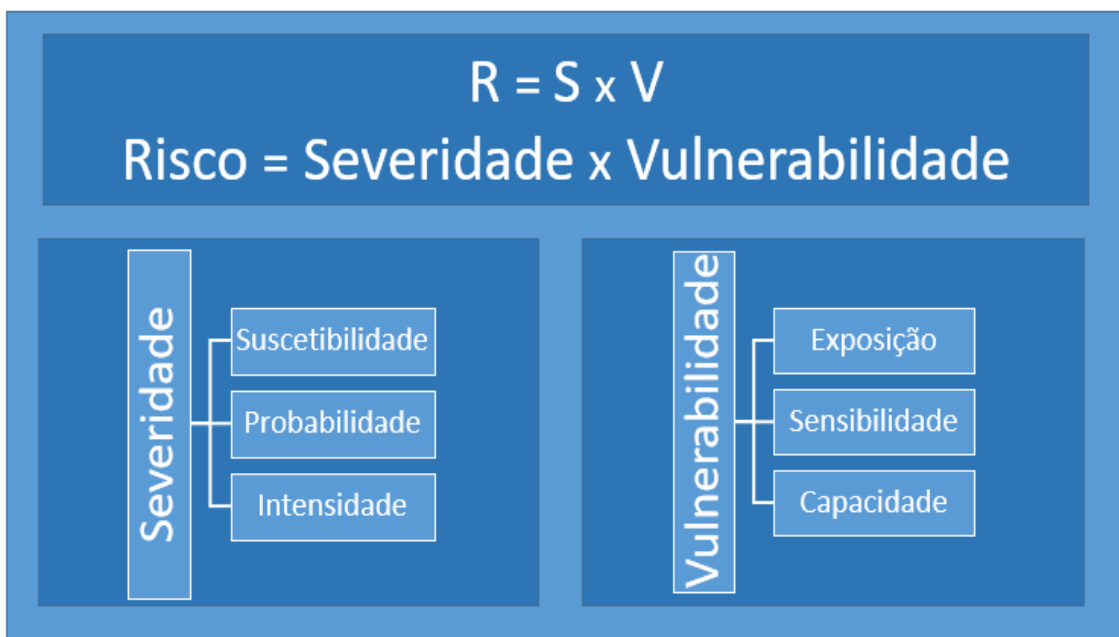 R = S x V
Risco = Severidade x Vulnerabilidade
Severidade
Suscetibilidade
Probabilidade
Intensidade
Vulnerabilidade
Exposição
Sensibilidade
Capacidade